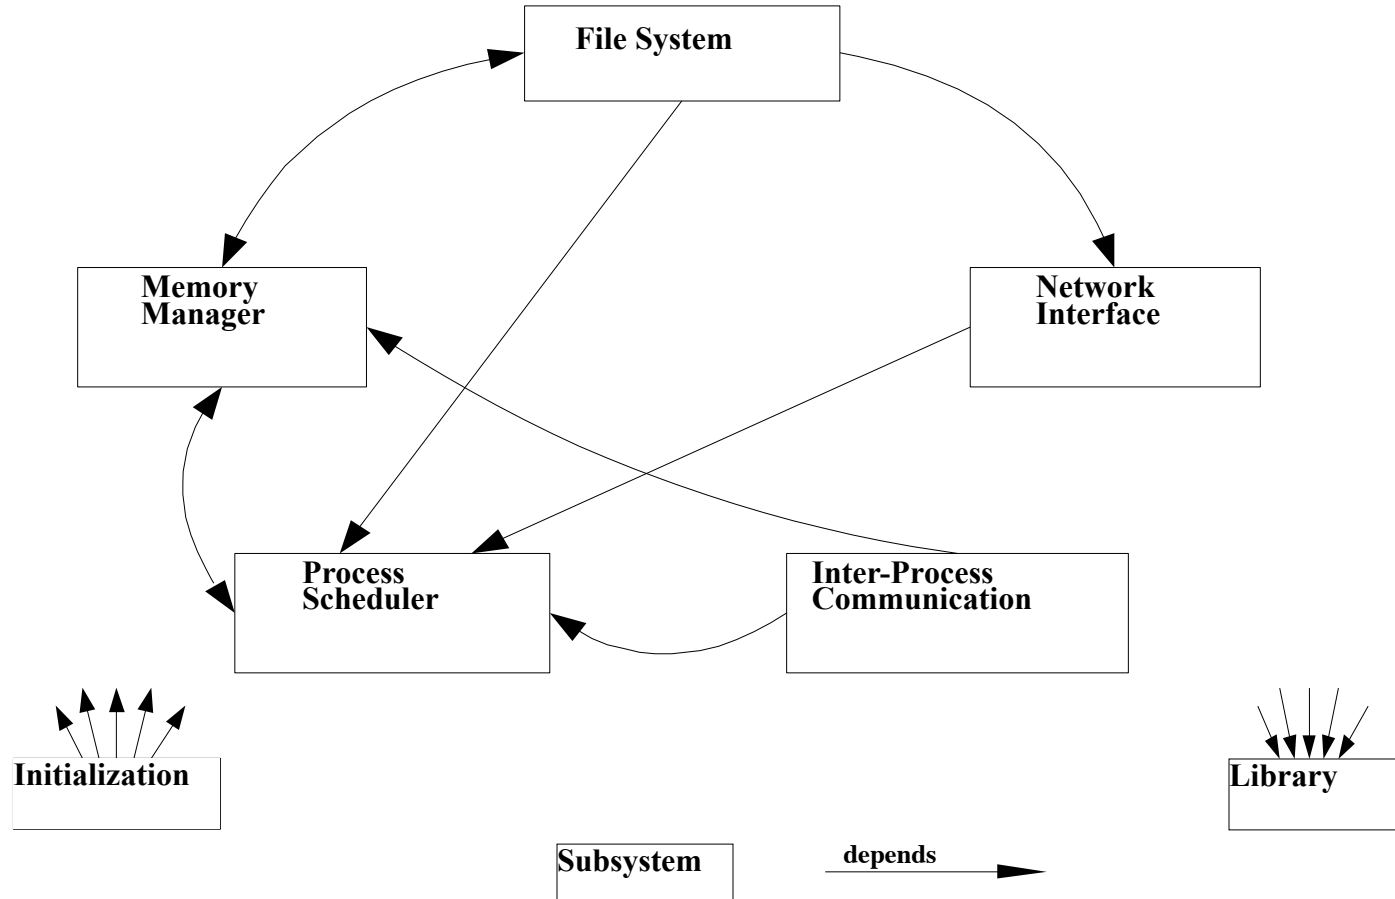 File System
Memory
Manager
Network
Interface
Process
Scheduler
Inter-Process
Communication
Initialization
Library
Subsystem
depends